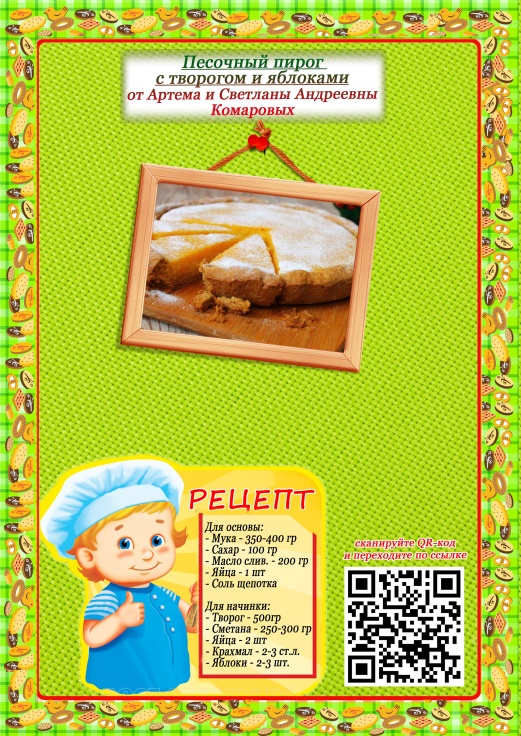 Песочный пирог
с творогом и яблоками
от Артема и Светланы Андреевны
Комаровых
РЕЦЕПТ
Для основы:
- Мука - 350-400 гр
- Сахар - 100 гр
- Масло слив. - 200 гр
- Яйца - 1 шт
- Соль щепотка
Для начинки:
- Творог - 500гр
- Сметана - 250-300 гр
- Яйца - 2 шт
- Крахмал - 2-3 ст.л.
- Яблоки - 2-3 шт.
сканируйте QR-код
и переходите по ссылке